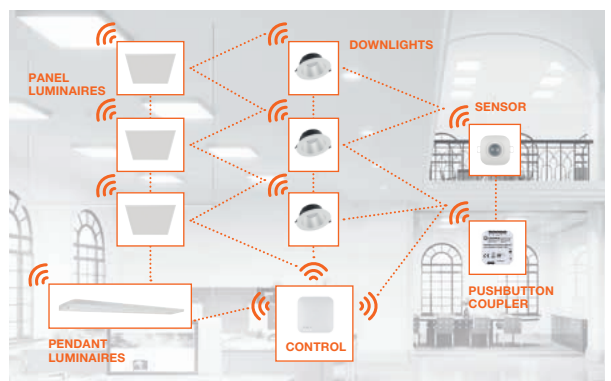 DOWNLIGHTS
PANEL
LUMINAIRES
SENSOR
PUSHBUTTON
COUPLER
PENDANT
LUMINAIRES
CONTROL